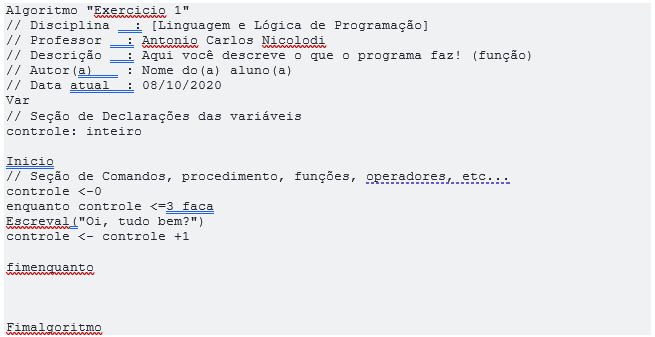 Algoritmo "Exercicio 1"
// Disciplina   : [Linguagem e Lógica de Programação]
// Professor   : Antonio Carlos Nicolodi
// Descrição   : Aqui você descreve o que o programa faz! (função)
// Autor(a)    : Nome do(a) aluno(a)
// Data atual  : 08/10/2020
Var
// Seção de Declarações das variáveis
controle: inteiro
Inicio
// Seção de Comandos, procedimento, funções, operadores, etc...
controle <-0
enquanto controle <=3 faca
Escreval("Oi, tudo bem?")
controle <- controle +1
fimenquanto
Fimalgoritmo